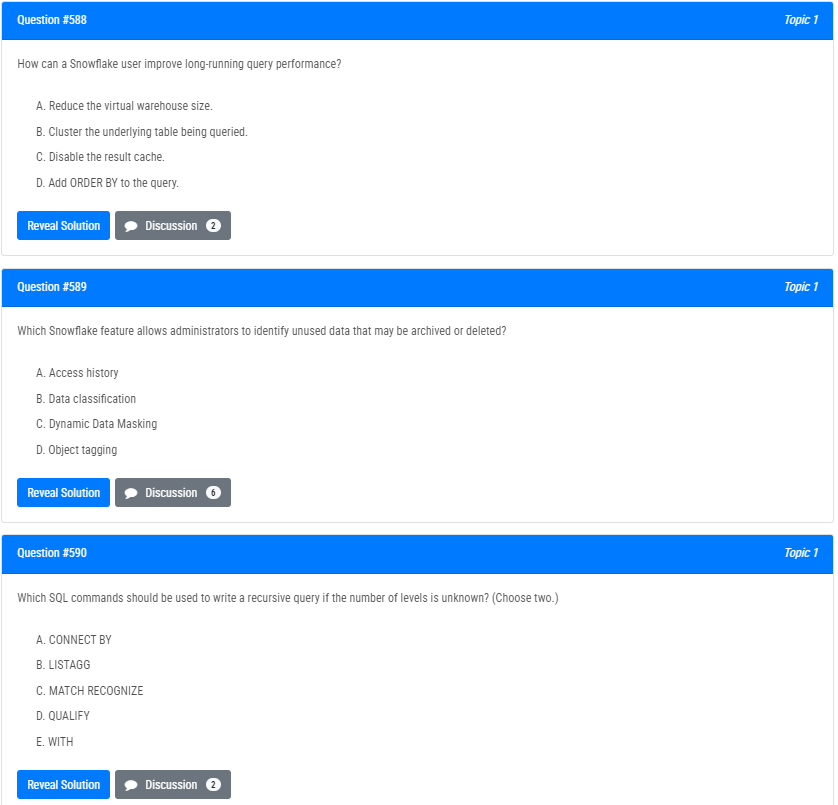 Question #588 Topic 1
How can a Snowflake user improve long-running query performance?
A. Reduce the virtual warehouse size.
B. Cluster the underlying table being queried.
C. Disable the result cache.
D. Add ORDER BY to the query.
Reveal Solution Discussion 2
Question #589 Topic 1
Which Snowflake feature allows administrators to identify unused data that may be archived or deleted?
A. Access history
B. Data classification
C. Dynamic Data Masking
D. Object tagging
Reveal Solution Discussion 6
Question #590 Topic 1
Which SQL commands should be used to write a recursive query if the number of levels is unknown? (Choose two.)
A. CONNECT BY
B. LISTAGG
C. MATCH RECOGNIZE
D. QUALIFY
E. WITH
Reveal Solution Discussion 2